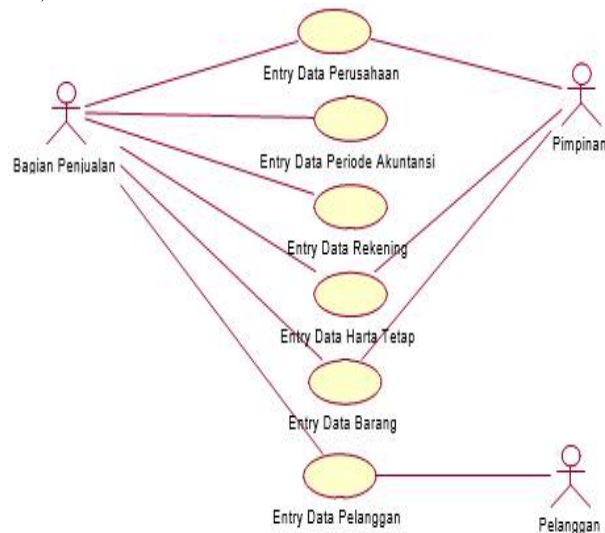 Entry Data Perusahaan
Bagian Penjualan
Pimpinan
Entry Data Periode Akuntansi
Entry Data Rekening
Entry Data Harta Tetap
Entry Data Barang
Entry Data Pelanggan
Pelanggan